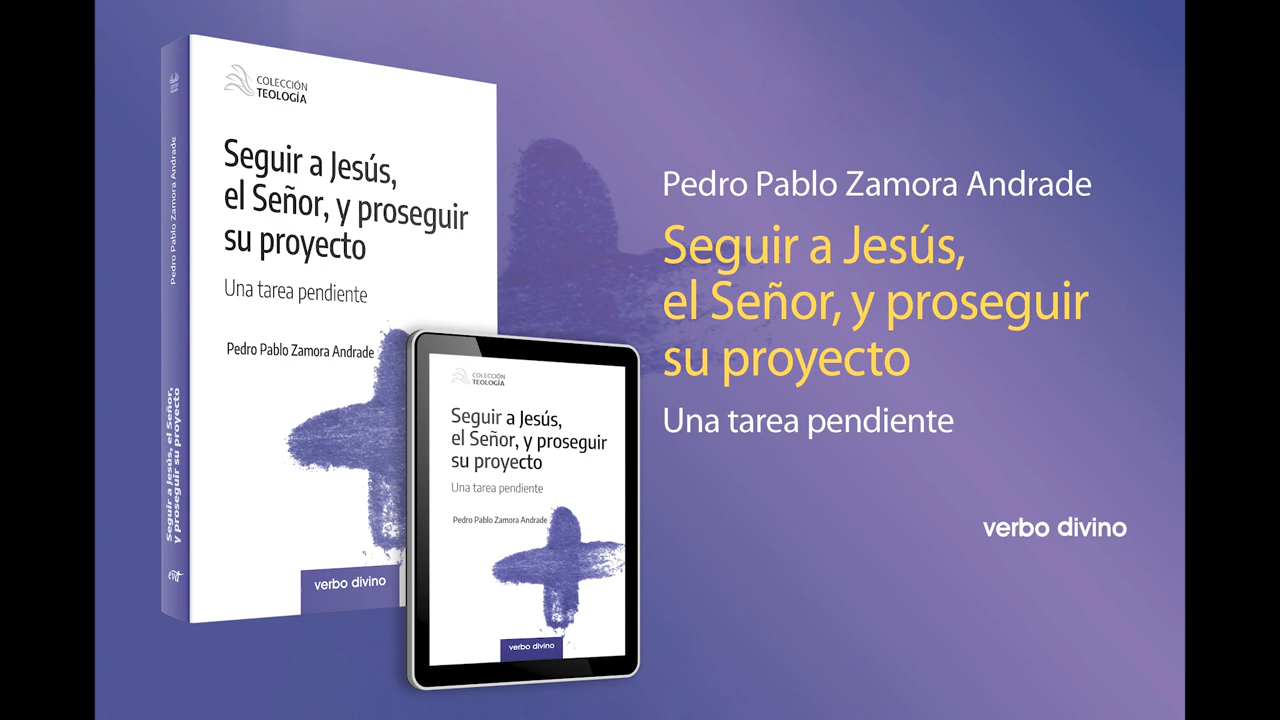 COLECCIÓN
TEOLOGÍA
Seguir a Jesús,
el Señor, y proseguir
su proyecto
Una tarea pendiente
Pedro Pablo Zamora Andrade
verbo divino
Pedro Pablo Zamora Andrade
Seguir a Jesús, el Señor,
y proseguir su proyecto
evd
COLECCIÓN
TEOLOGÍA
Seguir a Jesús,
el Señor, y proseguir
su proyecto
Una tarea pendiente
Pedro Pablo Zamora Andrade
verbo divino
Pedro Pablo Zamora Andrade
Seguir a Jesús,
el Señor, y proseguir
su proyecto
Una tarea pendiente
verbo divino